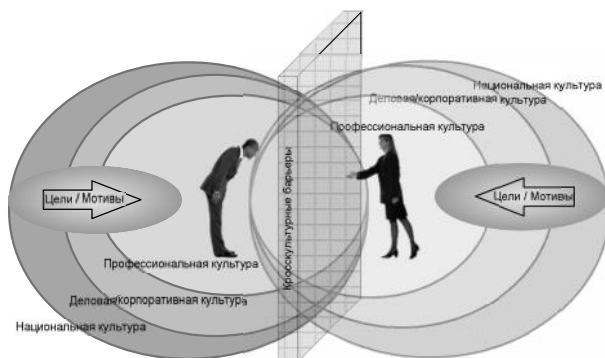 Национальная культура
Деловая/корпоративная культура
Профессиональная культура
Кросскультурные барьеры
Цели / Мотивы
Цели / Мотивы
Профессиональная культура
Деловая/корпоративная культура
Национальная культура